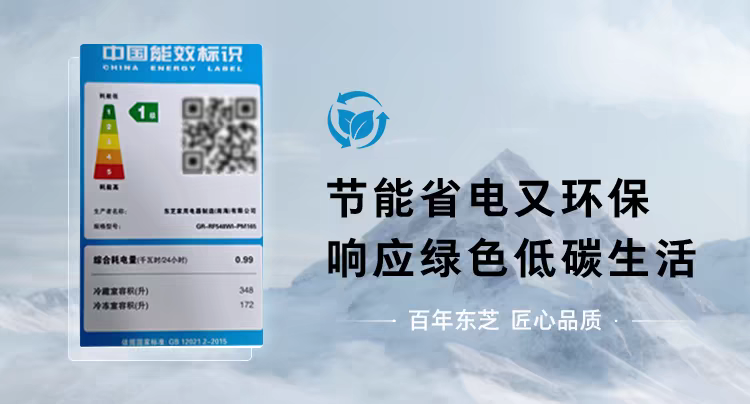 中国能效标识
CHINA ENERGY LABEL
耗能低
1
1级
2
3
4
5
耗能高
生产者名称:
东芝家用电器制造(南海)有限公司
规格型号:
GR-RF548WI-PM165
综合耗电量(千瓦时/24小时) 0.99
冷藏室容积(升) 348
冷冻室容积(升) 172
依据国家标准: GB 12021.2-2015
节能省电又环保
响应绿色低碳生活
百年东芝 匠心品质